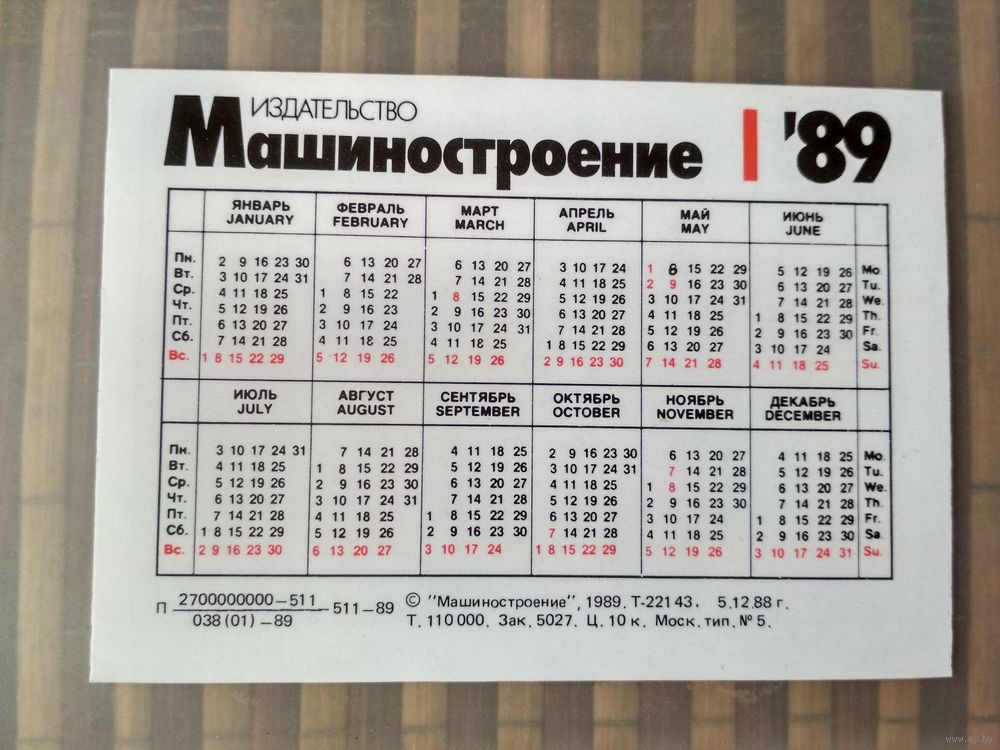 ИЗДАТЕЛЬСТВО
Машиностроение '89
ЯНВАРЬ ФЕВРАЛЬ МАРТ АПРЕЛЬ МАЙ ИЮНЬ
JANUARY FEBRUARY MARCH APRIL MAY JUNE
Пн. 2 9 16 23 30 6 13 20 27 6 13 20 27 3 10 17 24 1 8 15 22 29 5 12 19 26 Mo.
Вт. 3 10 17 24 31 7 14 21 28 7 14 21 28 4 11 18 25 2 9 16 23 30 6 13 20 27 Tu.
Ср. 4 11 18 25 1 8 15 22 1 8 15 22 29 5 12 19 26 3 10 17 24 31 7 14 21 28 We.
Чт. 5 12 19 26 2 9 16 23 2 9 16 23 30 6 13 20 27 4 11 18 25 1 8 15 22 29 Th.
Пт. 6 13 20 27 3 10 17 24 3 10 17 24 31 7 14 21 28 5 12 19 26 2 9 16 23 30 Fr.
Сб. 7 14 21 28 4 11 18 25 4 11 18 25 1 8 15 22 29 6 13 20 27 3 10 17 24 Sa.
Вс. 1 8 15 22 29 5 12 19 26 5 12 19 26 2 9 16 23 30 7 14 21 28 4 11 18 25 Su.
ИЮЛЬ АВГУСТ СЕНТЯБРЬ ОКТЯБРЬ НОЯБРЬ ДЕКАБРЬ
JULY AUGUST SEPTEMBER OCTOBER NOVEMBER DECEMBER
Пн. 3 10 17 24 31 7 14 21 28 4 11 18 25 2 9 16 23 30 6 13 20 27 4 11 18 25 Mo.
Вт. 4 11 18 25 1 8 15 22 29 5 12 19 26 3 10 17 24 31 7 14 21 28 5 12 19 26 Tu.
Ср. 5 12 19 26 2 9 16 23 30 6 13 20 27 4 11 18 25 1 8 15 22 29 6 13 20 27 We.
Чт. 6 13 20 27 3 10 17 24 31 7 14 21 28 5 12 19 26 2 9 16 23 30 7 14 21 28 Th.
Пт. 7 14 21 28 4 11 18 25 1 8 15 22 29 6 13 20 27 3 10 17 24 1 8 15 22 29 Fr.
Сб. 1 8 15 22 29 5 12 19 26 2 9 16 23 30 7 14 21 28 4 11 18 25 2 9 16 23 30 Sa.
Вс. 2 9 16 23 30 6 13 20 27 3 10 17 24 1 8 15 22 29 5 12 19 26 3 10 17 24 31 Su.
П 2700000000—511 511—89
038 (01) —89
© "Машиностроение", 1989. Т-221 43. 5.12.88 г.
Т. 110 000. Зак. 5027. Ц. 10 к. Моск. тип. № 5.
www.ay.by